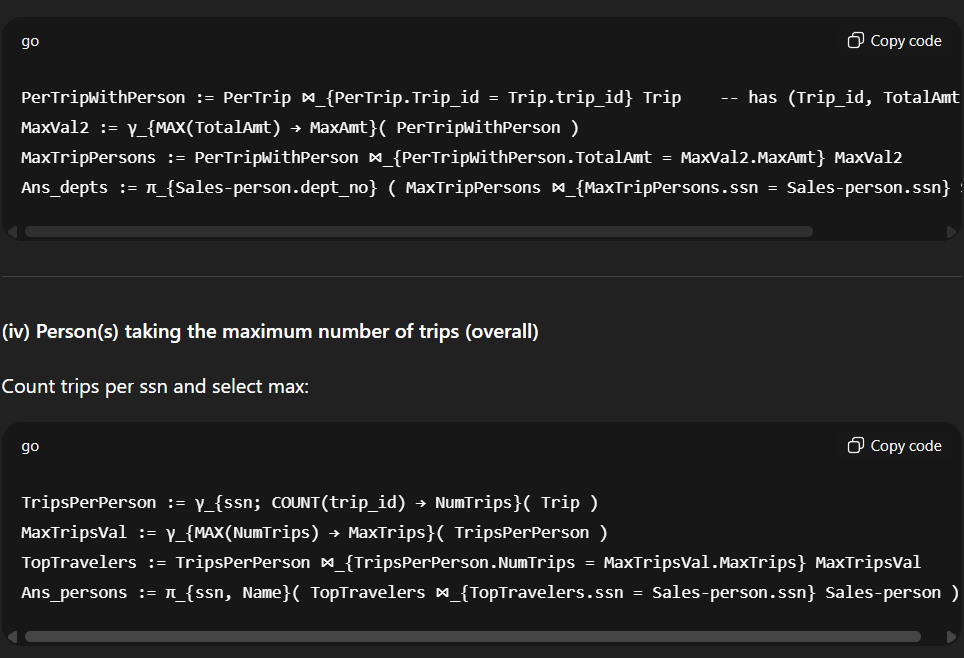 go
Copy code
PerTripWithPerson := PerTrip ⋈_{PerTrip.Trip_id = Trip.trip_id} Trip    -- has (Trip_id, TotalAmt
MaxVal2 := γ_{MAX(TotalAmt) → MaxAmt}( PerTripWithPerson )
MaxTripPersons := PerTripWithPerson ⋈_{PerTripWithPerson.TotalAmt = MaxVal2.MaxAmt} MaxVal2
Ans_depts := π_{Sales-person.dept_no} ( MaxTripPersons ⋈_{MaxTripPersons.ssn = Sales-person.ssn}
(iv) Person(s) taking the maximum number of trips (overall)
Count trips per ssn and select max:
go
Copy code
TripsPerPerson := γ_{ssn; COUNT(trip_id) → NumTrips}( Trip )
MaxTripsVal := γ_{MAX(NumTrips) → MaxTrips}( TripsPerPerson )
TopTravelers := TripsPerPerson ⋈_{TripsPerPerson.NumTrips = MaxTripsVal.MaxTrips} MaxTripsVal
Ans_persons := π_{ssn, Name}( TopTravelers ⋈_{TopTravelers.ssn = Sales-person.ssn} Sales-person )